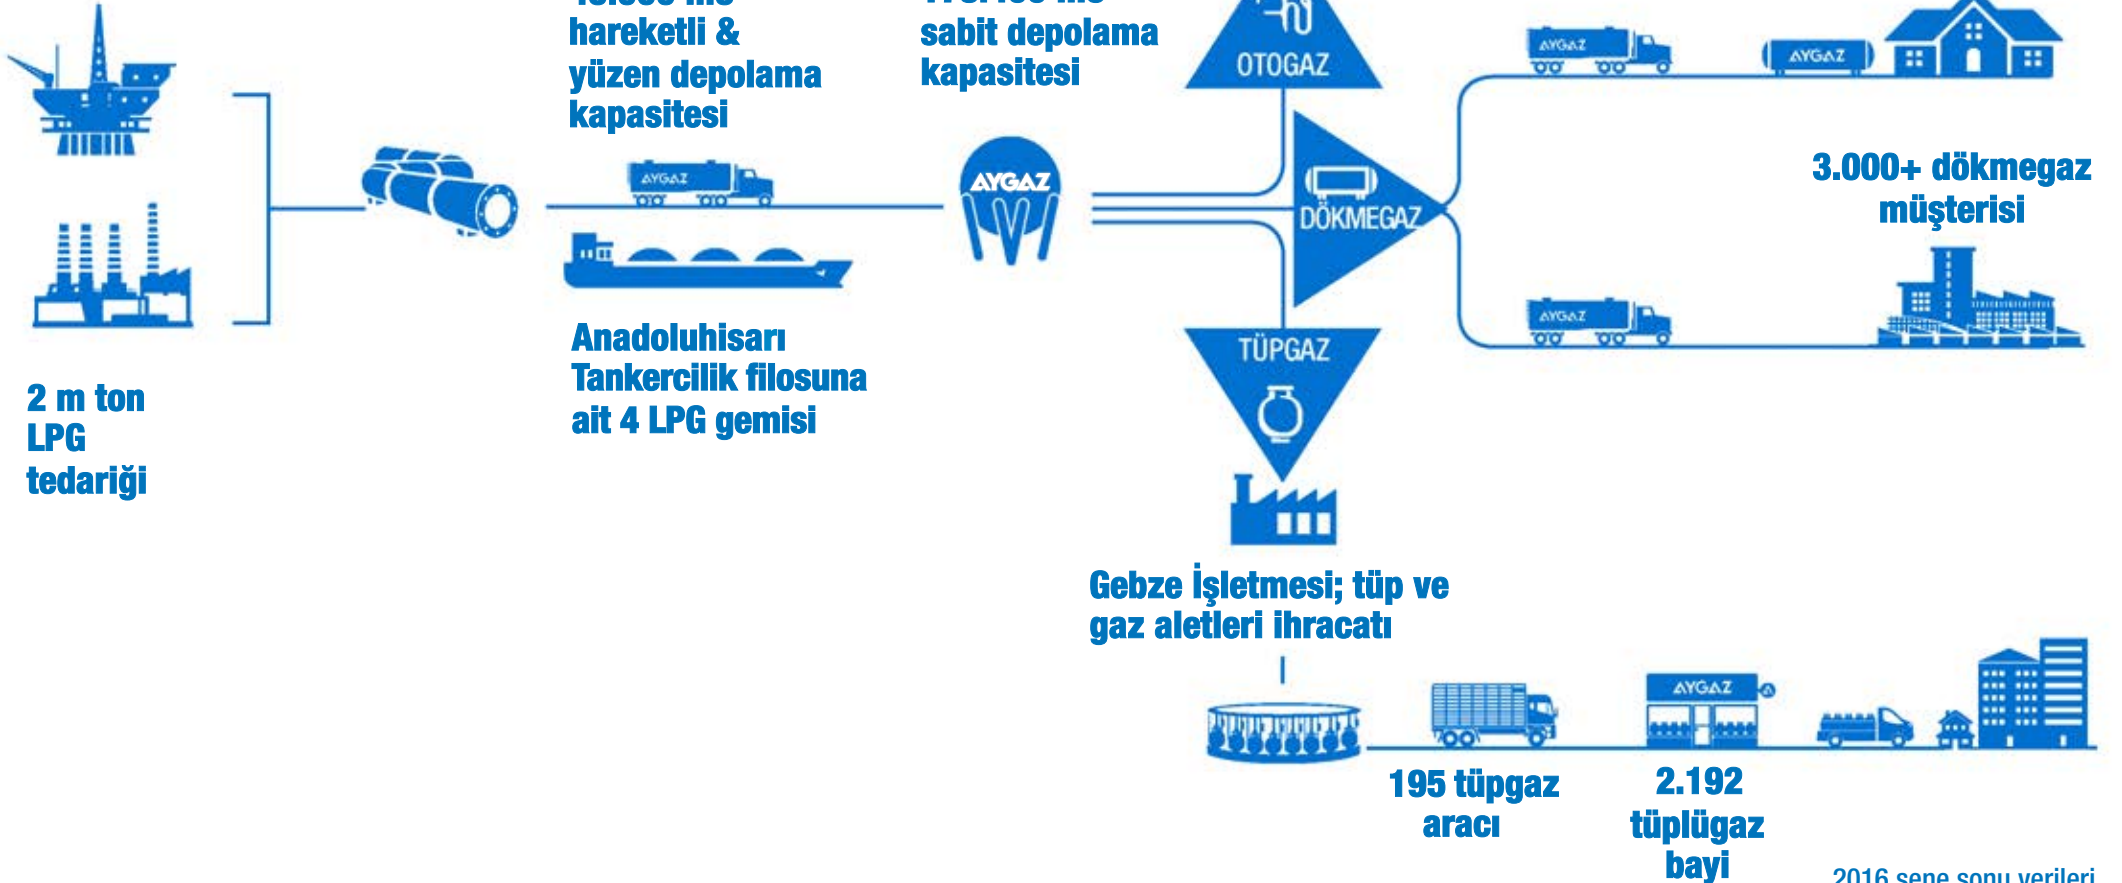 hareketli &
yüzen depolama
kapasitesi
sabit depolama
kapasitesi
OTOGAZ
AYGAZ
AYGAZ
AYGAZ
AYGAZ
DÖKMEGAZ
3.000+ dökmegaz
müşterisi
AYGAZ
2 m ton
LPG
tedariği
Anadoluhisarı
Tankercilik filosuna
ait 4 LPG gemisi
TÜPGAZ
Gebze İşletmesi; tüp ve
gaz aletleri ihracatı
AYGAZ
195 tüpgaz
aracı
2.192
tüplügaz
bayi
2016 sene sonu verileri